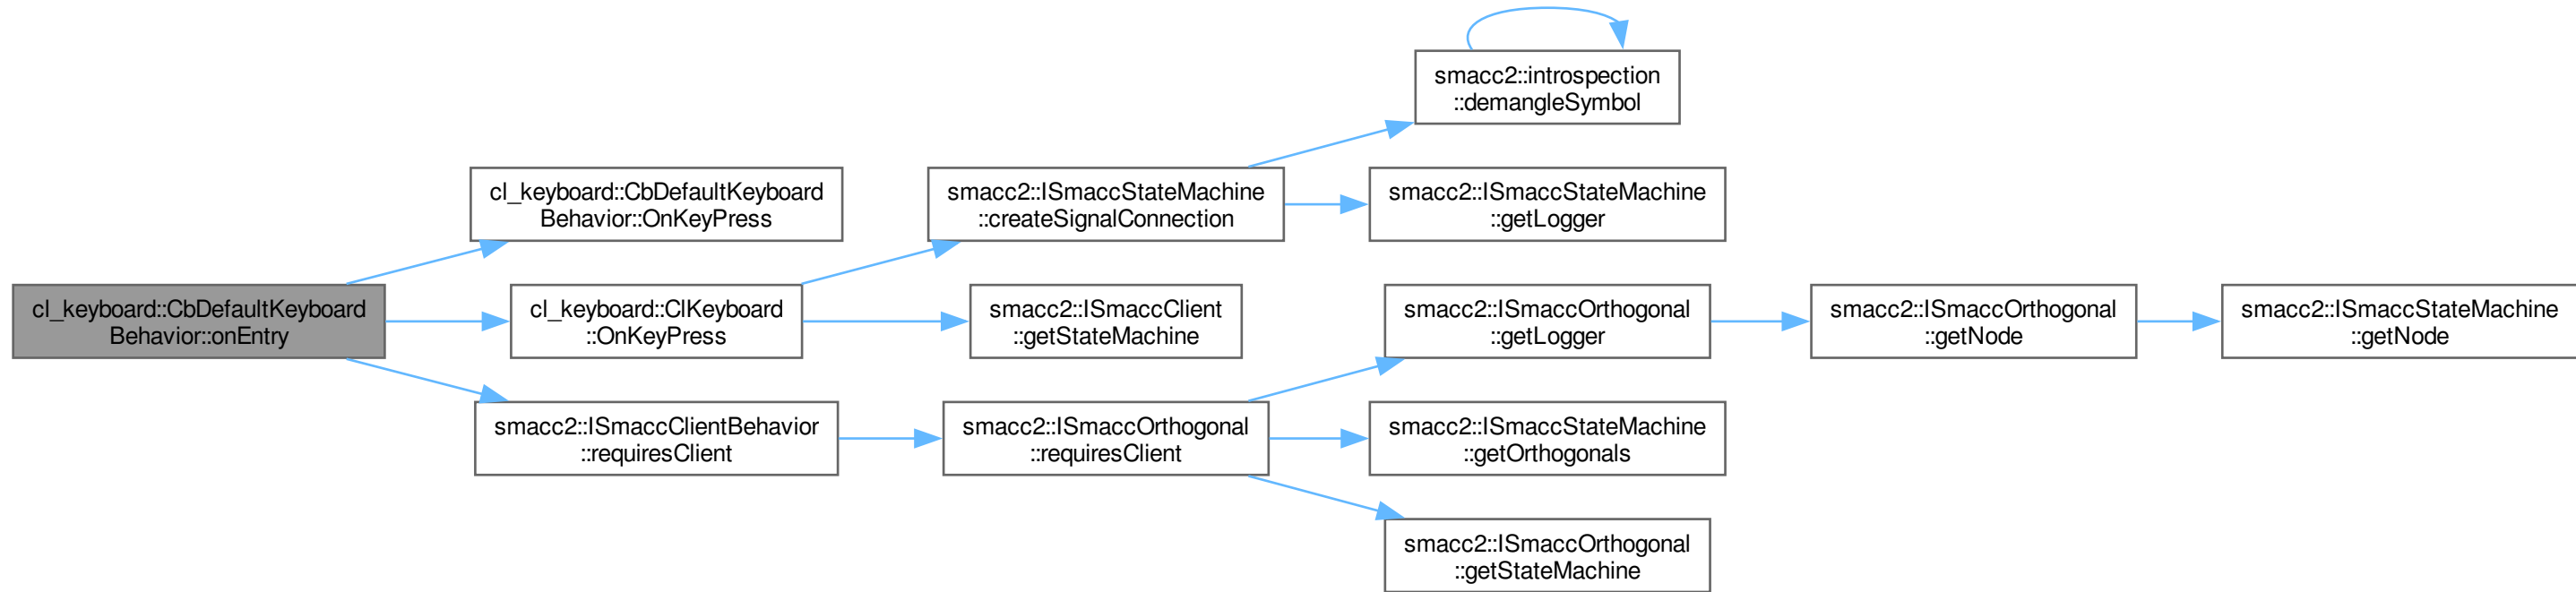 smacc2::introspection
::demangleSymbol
cl_keyboard::CbDefaultKeyboard
Behavior::OnKeyPress
smacc2::ISmaccStateMachine
::createSignalConnection
smacc2::ISmaccStateMachine
::getLogger
cl_keyboard::CbDefaultKeyboard
Behavior::onEntry
cl_keyboard::ClKeyboard
::OnKeyPress
smacc2::ISmaccClient
::getStateMachine
smacc2::ISmaccOrthogonal
::getLogger
smacc2::ISmaccOrthogonal
::getNode
smacc2::ISmaccStateMachine
::getNode
smacc2::ISmaccClientBehavior
::requiresClient
smacc2::ISmaccOrthogonal
::requiresClient
smacc2::ISmaccStateMachine
::getOrthogonals
smacc2::ISmaccOrthogonal
::getStateMachine